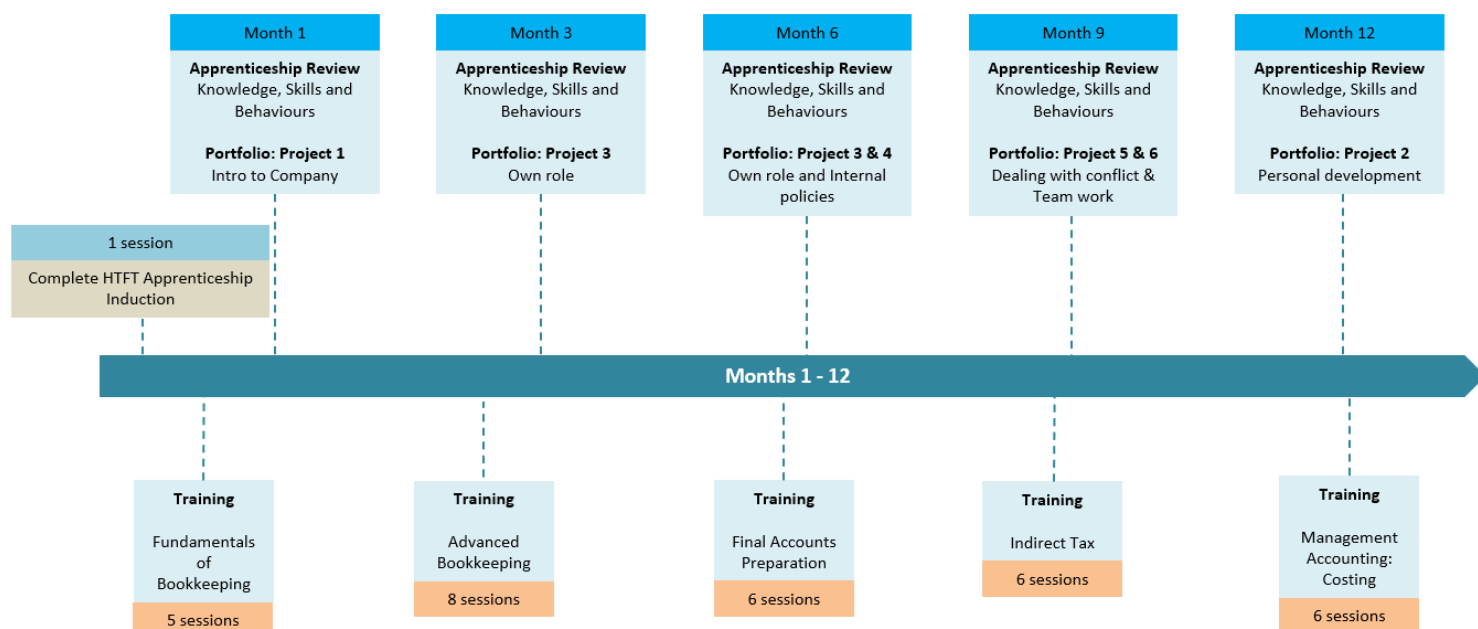 Month 1
Apprenticeship Review
Knowledge, Skills and
Behaviours
Portfolio: Project 1
Intro to Company
Month 3
Apprenticeship Review
Knowledge, Skills and
Behaviours
Portfolio: Project 3
Own role
Month 6
Apprenticeship Review
Knowledge, Skills and
Behaviours
Portfolio: Project 3 & 4
Own role and Internal
policies
Month 9
Apprenticeship Review
Knowledge, Skills and
Behaviours
Portfolio: Project 5 & 6
Dealing with conflict &
Team work
Month 12
Apprenticeship Review
Knowledge, Skills and
Behaviours
Portfolio: Project 2
Personal development
1 session
Complete HTFT Apprenticeship
Induction
Months 1 - 12
Training
Fundamentals
of
Bookkeeping
5 sessions
Training
Advanced
Bookkeeping
8 sessions
Training
Final Accounts
Preparation
6 sessions
Training
Indirect Tax
6 sessions
Training
Management
Accounting:
Costing
6 sessions